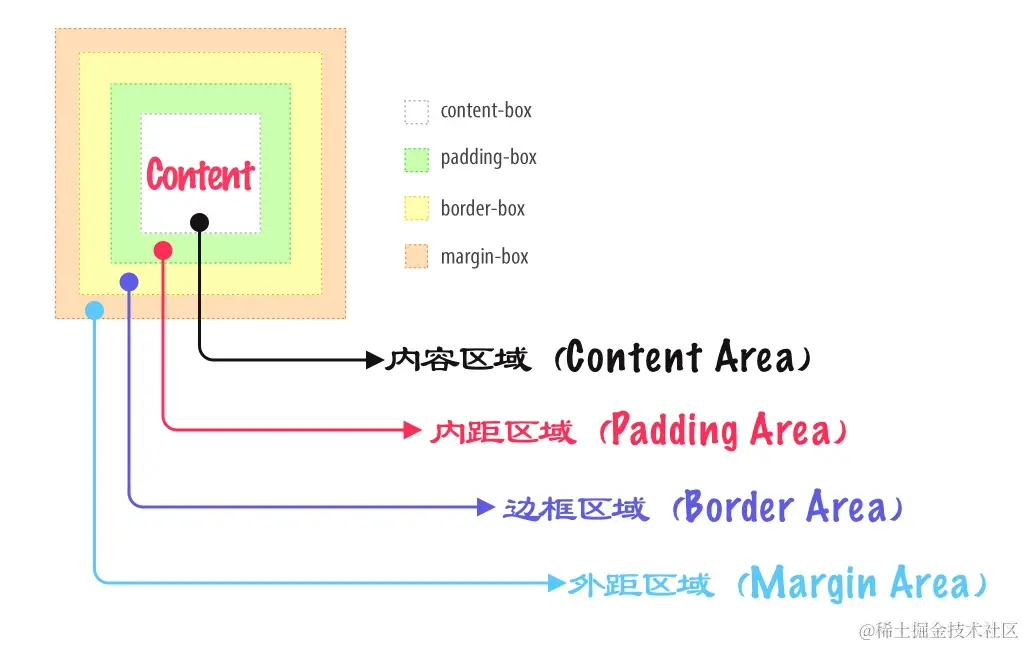 Content
content-box
padding-box
border-box
margin-box
内容区域（Content Area）
内距区域（Padding Area）
边框区域（Border Area）
外距区域（Margin Area）
@稀土掘金技术社区